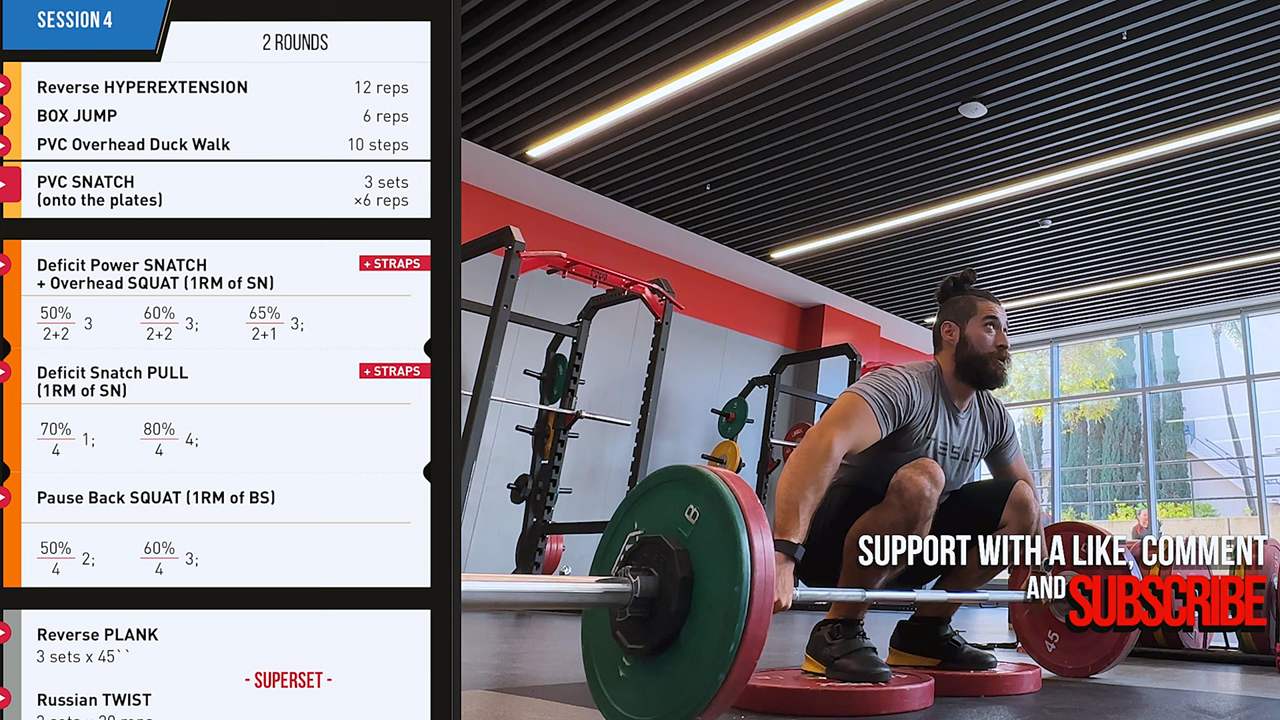 SESSION 4
2 ROUNDS
Reverse HYPEREXTENSION 12 reps
BOX JUMP 6 reps
PVC Overhead Duck Walk 10 steps
PVC SNATCH 3 sets
(onto the plates) ×6 reps
Deficit Power SNATCH + STRAPS
+ Overhead SQUAT (1RM of SN)
50% 60% 65%
3 3; 3;
2+2 2+2 2+1
Deficit Snatch PULL + STRAPS
(1RM of SN)
70% 80%
1; 4;
4 4
Pause Back SQUAT (1RM of BS)
50% 60%
2; 3;
4 4
Reverse PLANK
3 sets x 45``
- SUPERSET -
Russian TWIST
SUPPORT WITH A LIKE, COMMENT
AND SUBSCRIBE
45